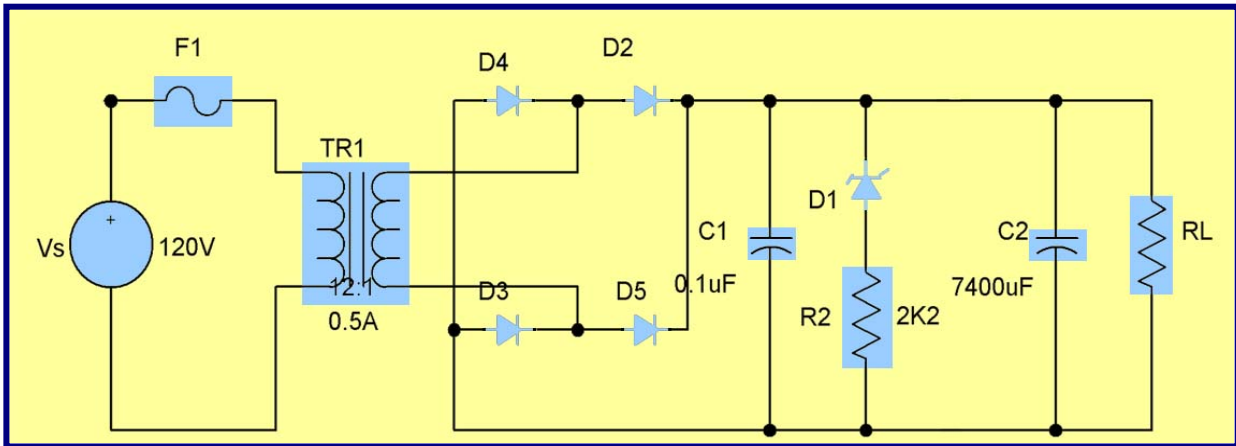 F1
D4
D2
TR1
Vs
+
120V
12:1
0.5A
D3
D5
C1
0.1uF
D1
R2
2K2
C2
7400uF
RL